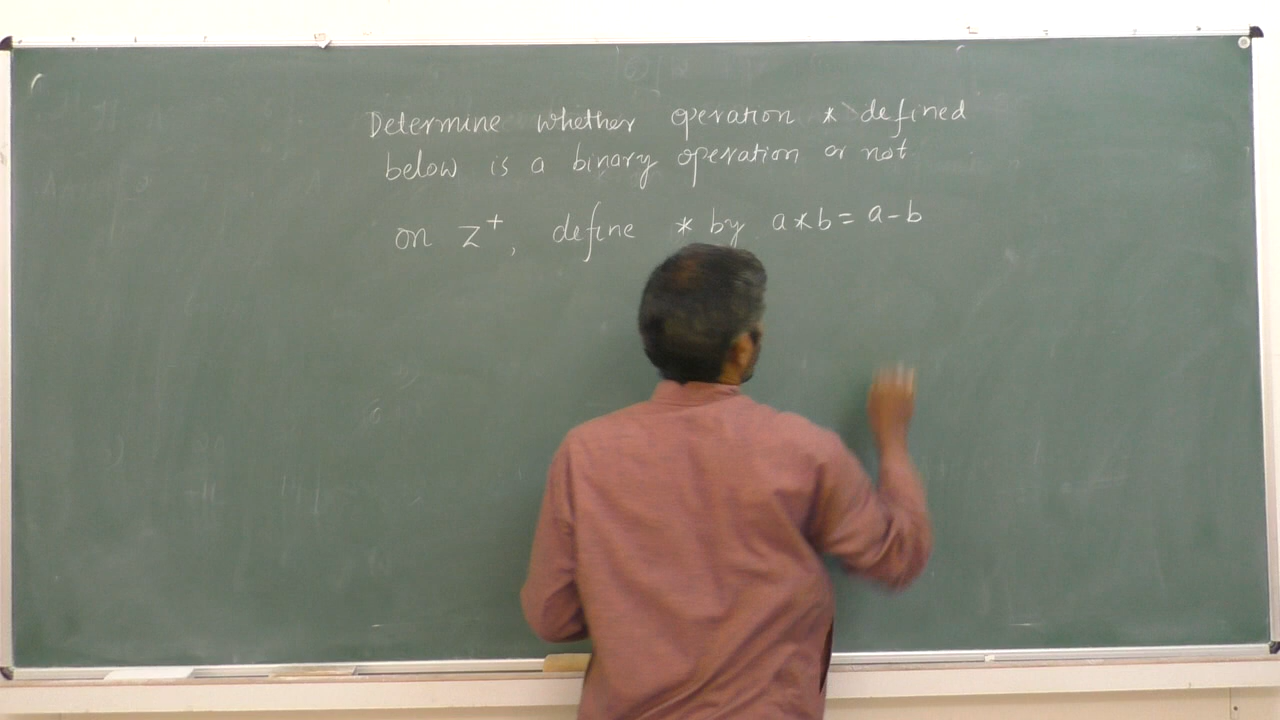 Determine whether operation * defined
below is a binary operation or not
on Z⁺, define * by a*b = a-b